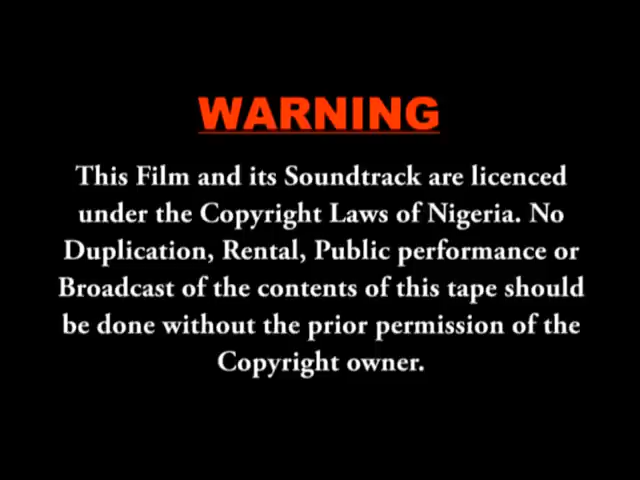 WARNING
This Film and its Soundtrack are licenced
under the Copyright Laws of Nigeria. No
Duplication, Rental, Public performance or
Broadcast of the contents of this tape should
be done without the prior permission of the
Copyright owner.